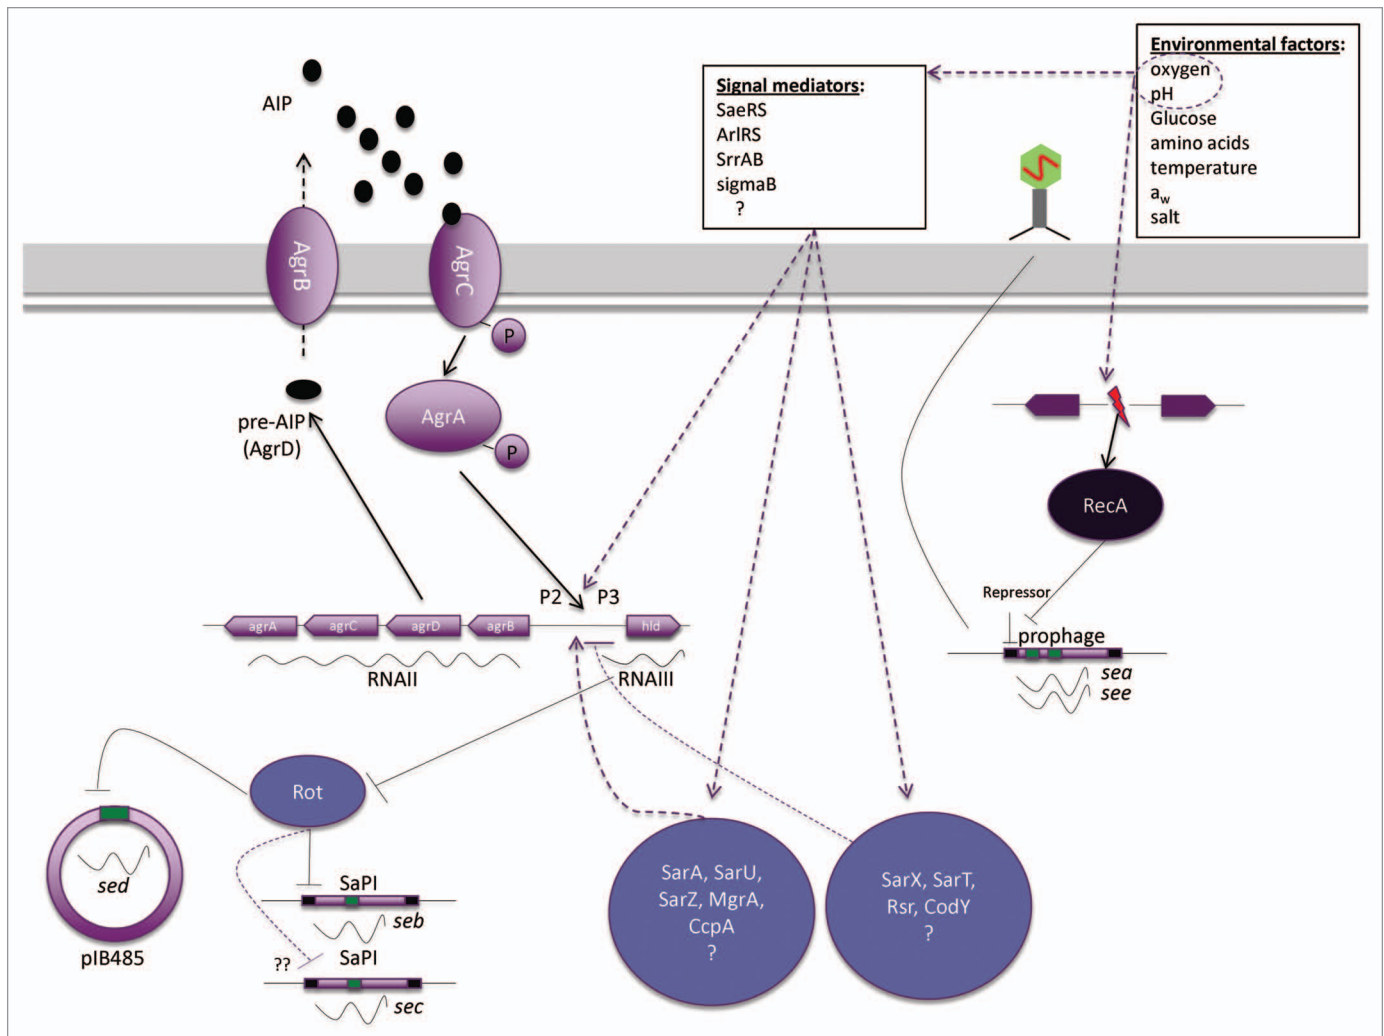 Environmental factors:
oxygen
pH
Glucose
amino acids
temperature
aw
salt
Signal mediators:
SaeRS
ArlRS
SrrAB
sigmaB
?
AIP
AgrB
AgrC
P
AgrA
P
pre-AIP
(AgrD)
RecA
Repressor
prophage
sea
see
P2 P3
agrA agrC agrD agrB hld
RNAII RNAIII
Rot
sed
pIB485
SaPI
seb
??
SaPI
sec
SarA, SarU,
SarZ, MgrA,
CcpA
?
SarX, SarT,
Rsr, CodY
?